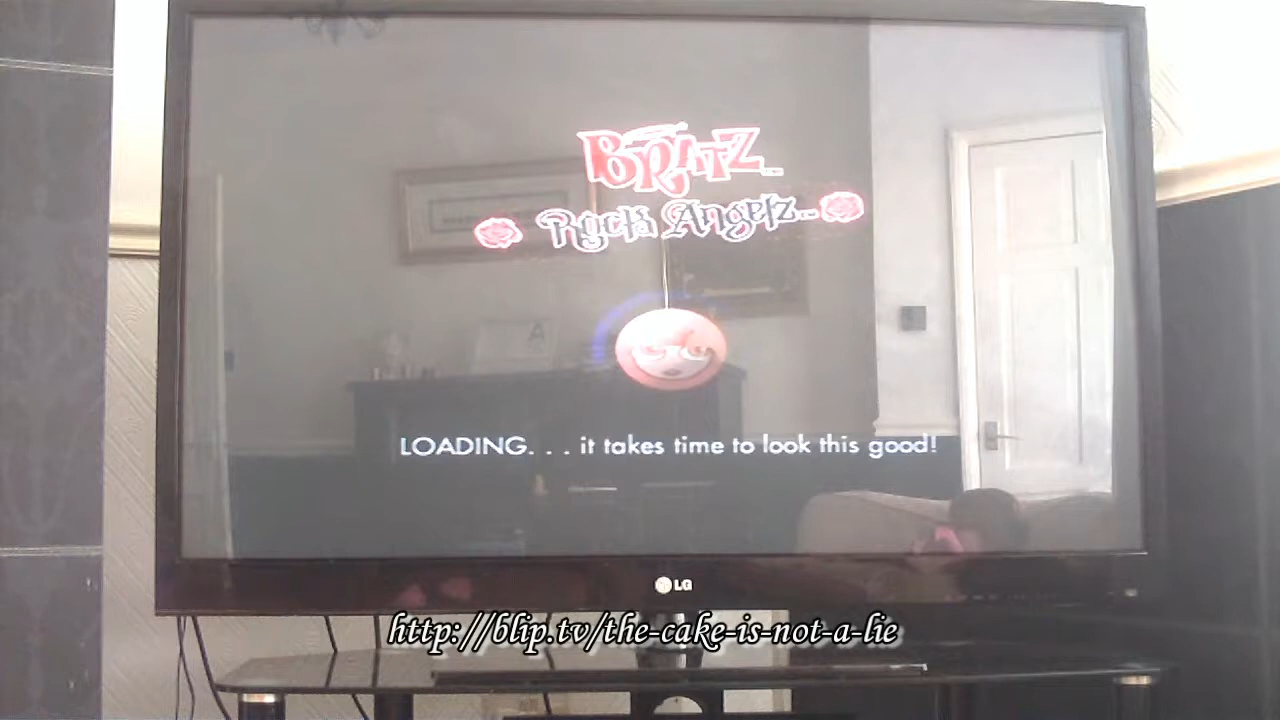 BRATZ
Rock Angelz
LOADING. . . it takes time to look this good!
LG
http://blip.tv/the-cake-is-not-a-lie